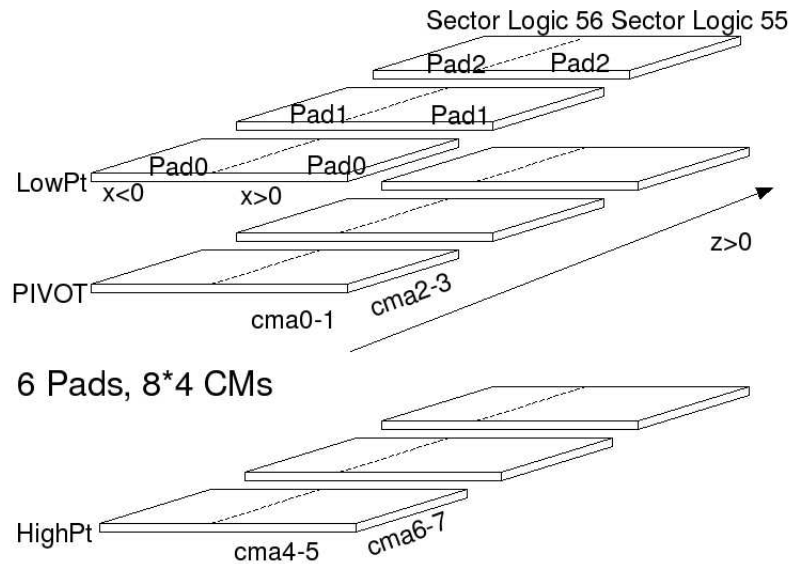 Sector Logic 56 Sector Logic 55
Pad2 Pad2
Pad1 Pad1
Pad0 Pad0
LowPt
x<0 x>0
z>0
PIVOT
cma2-3
cma0-1
6 Pads, 8*4 CMs
HighPt
cma6-7
cma4-5